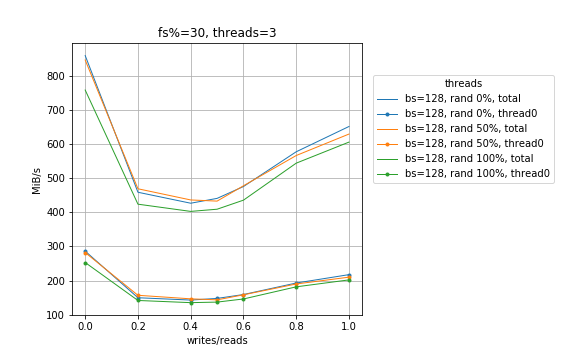 fs%=30, threads=3
MiB/s
800
700
600
500
400
300
200
100
0.0 0.2 0.4 0.6 0.8 1.0
writes/reads
threads
bs=128, rand 0%, total
bs=128, rand 0%, thread0
bs=128, rand 50%, total
bs=128, rand 50%, thread0
bs=128, rand 100%, total
bs=128, rand 100%, thread0